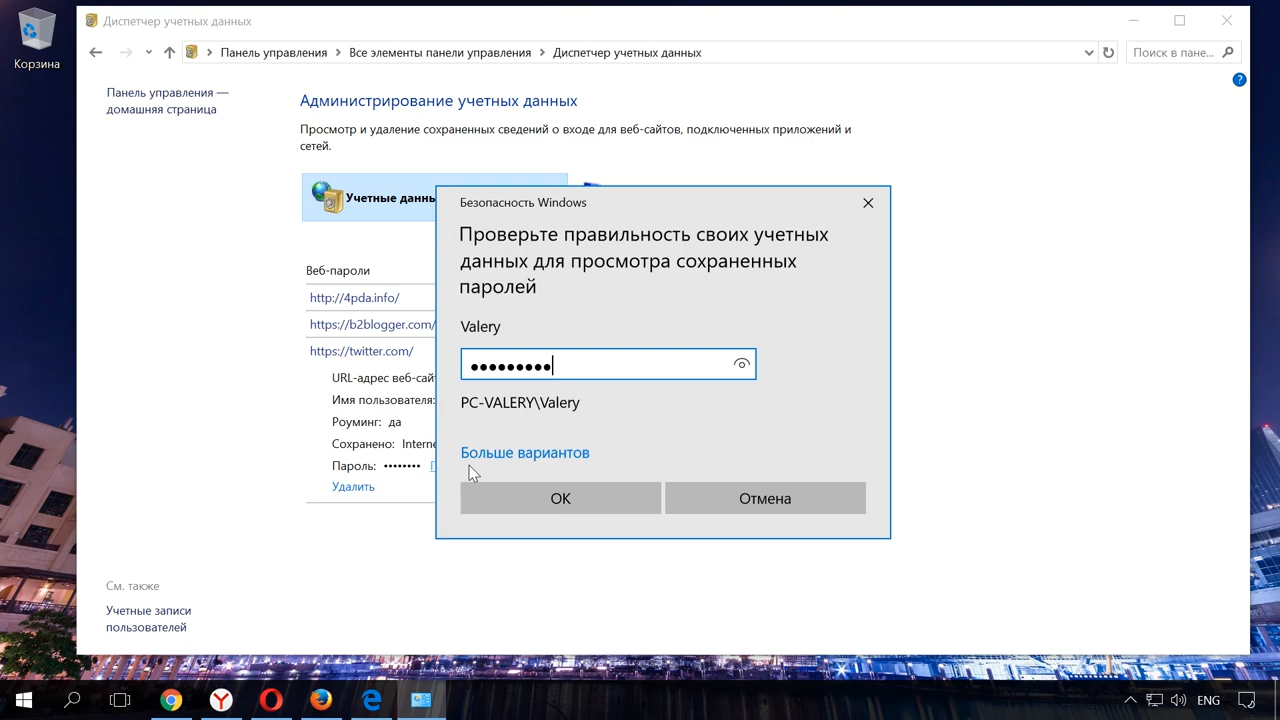 Корзина
Диспетчер учетных данных
Панель управления > Все элементы панели управления > Диспетчер учетных данных
Поиск в пане...
Панель управления —
домашняя страница
Администрирование учетных данных
Просмотр и удаление сохраненных сведений о входе для веб-сайтов, подключенных приложений и
сетей.
Учетные данны
Веб-пароли
http://4pda.info/
https://b2blogger.com/
https://twitter.com/
URL-адрес веб-сайт
Имя пользователя:
Роуминг: да
Сохранено: Interne
Пароль: ••••••••
Удалить
См. также
Учетные записи
пользователей
Безопасность Windows
Проверьте правильность своих учетных
данных для просмотра сохраненных
паролей
Valery
•••••••••
PC-VALERY\Valery
Больше вариантов
ОК
Отмена
ENG